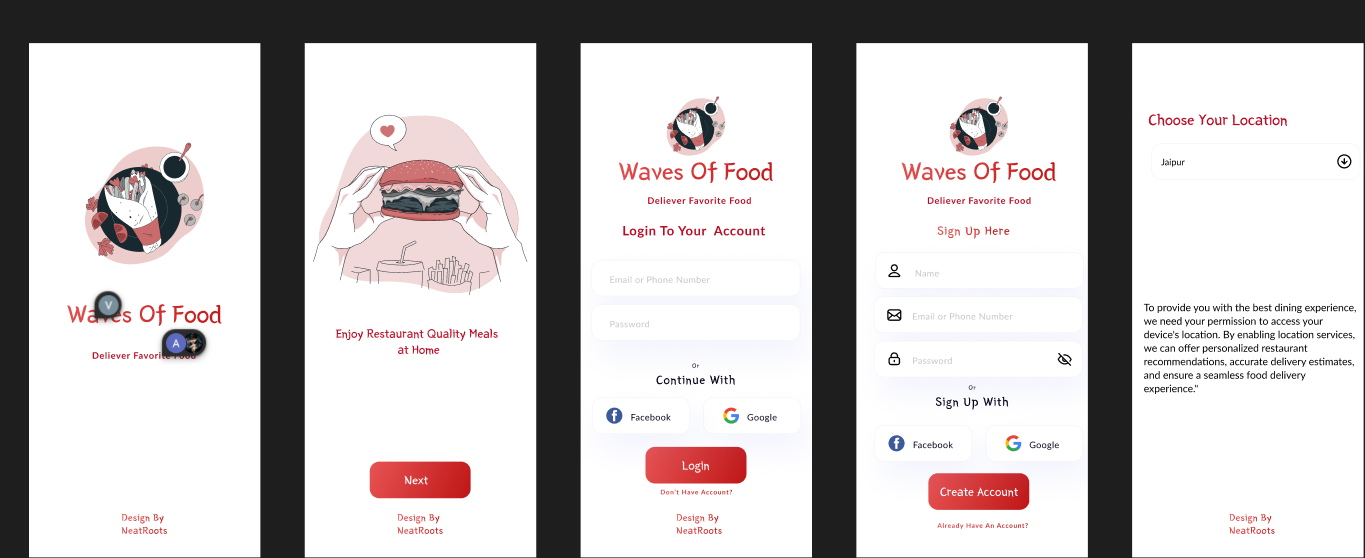 Waves Of Food
V
A
Deliever Favorite Food
Design By
NeatRoots
Enjoy Restaurant Quality Meals
at Home
Next
Design By
NeatRoots
Waves Of Food
Deliever Favorite Food
Login To Your Account
Email or Phone Number
Password
Or
Continue With
Facebook
Google
Login
Don't Have Account?
Design By
NeatRoots
Waves Of Food
Deliever Favorite Food
Sign Up Here
Name
Email or Phone Number
Password
Or
Sign Up With
Facebook
Google
Create Account
Already Have An Account?
Choose Your Location
Jaipur
To provide you with the best dining experience,
we need your permission to access your
device's location. By enabling location services,
we can offer personalized restaurant
recommendations, accurate delivery estimates,
and ensure a seamless food delivery
experience."
Design By
NeatRoots